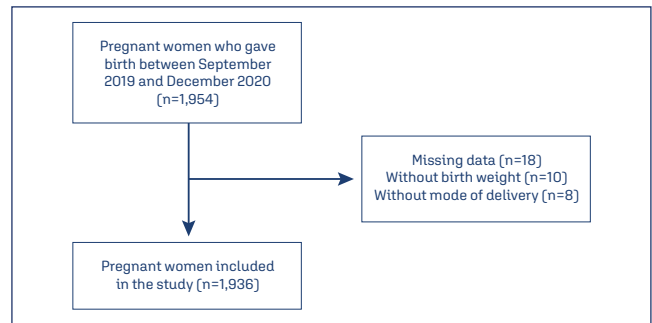 Pregnant women who gave
birth between September
2019 and December 2020
(n=1,954)
Missing data (n=18)
Without birth weight (n=10)
Without mode of delivery (n=8)
Pregnant women included
in the study (n=1,936)